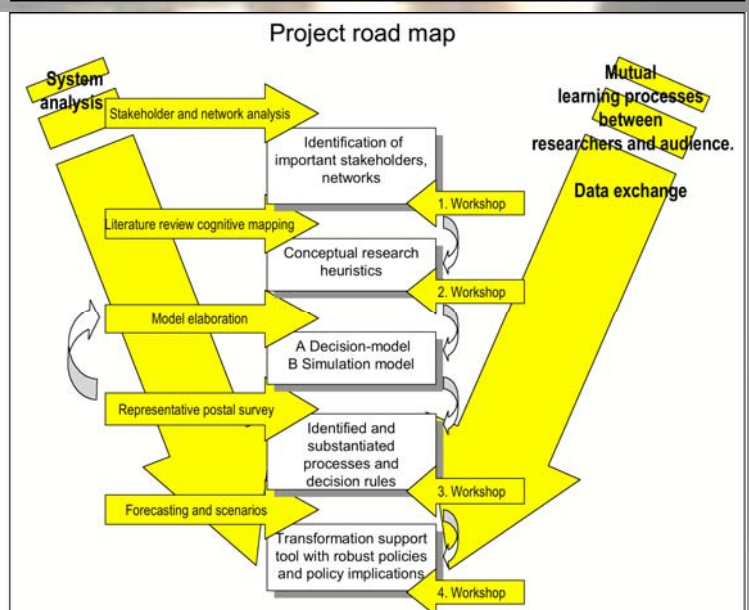 Project road map
System
analysis
Mutual
learning processes
between
researchers and audience.
Data exchange
Stakeholder and network analysis
Identification of
important stakeholders,
networks
1. Workshop
Literature review cognitive mapping
Conceptual research
heuristics
2. Workshop
Model elaboration
A Decision-model
B Simulation model
Representative postal survey
Identified and
substantiated
processes and
decision rules
3. Workshop
Forecasting and scenarios
Transformation support
tool with robust policies
and policy implications
4. Workshop